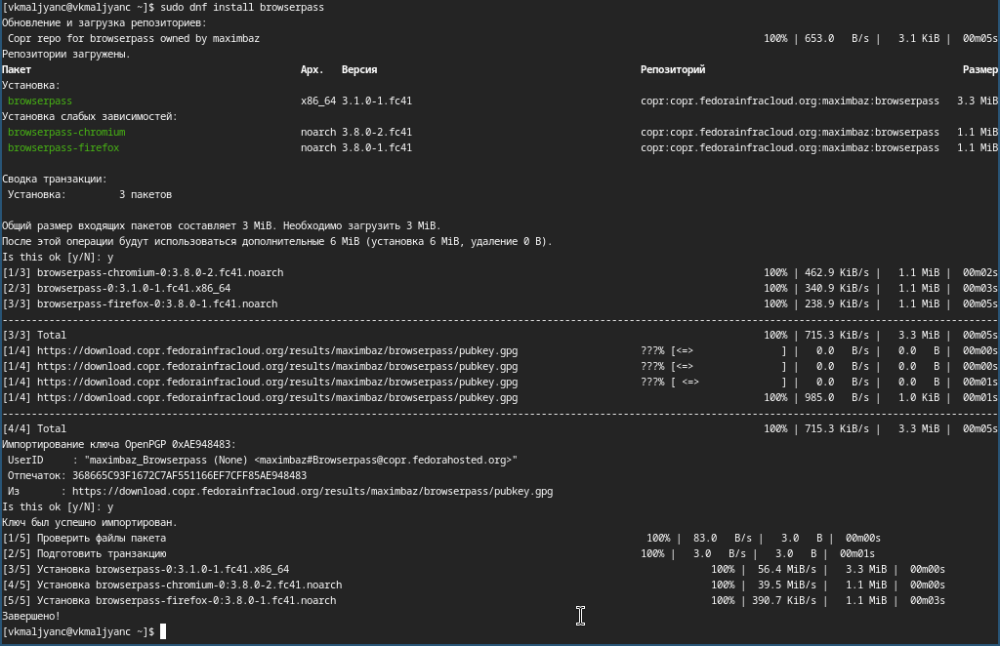 [vkmaljyanc@vkmaljyanc ~]$ sudo dnf install browserpass
Обновление и загрузка репозиториев:
 Copr repo for browserpass owned by maximbaz 100% | 653.0   B/s |   3.1 KiB |  00m05s
Репозитории загружены.
Пакет Арх.   Версия Репозиторий Размер
Установка:
 browserpass x86_64 3.1.0-1.fc41 copr:copr.fedorainfracloud.org:maximbaz:browserpass   3.3 MiB
Установка слабых зависимостей:
 browserpass-chromium noarch 3.8.0-2.fc41 copr:copr.fedorainfracloud.org:maximbaz:browserpass   1.1 MiB
 browserpass-firefox noarch 3.8.0-1.fc41 copr:copr.fedorainfracloud.org:maximbaz:browserpass   1.1 MiB
Сводка транзакции:
 Установка:         3 пакетов
Общий размер входящих пакетов составляет 3 MiB. Необходимо загрузить 3 MiB.
После этой операции будут использоваться дополнительные 6 MiB (установка 6 MiB, удаление 0 B).
Is this ok [y/N]: y
[1/3] browserpass-chromium-0:3.8.0-2.fc41.noarch 100% | 462.9 KiB/s |   1.1 MiB |  00m02s
[2/3] browserpass-0:3.1.0-1.fc41.x86_64 100% | 340.9 KiB/s |   1.1 MiB |  00m03s
[3/3] browserpass-firefox-0:3.8.0-1.fc41.noarch 100% | 238.9 KiB/s |   1.1 MiB |  00m05s
--------------------------------------------------------------------------------
[3/3] Total 100% | 715.3 KiB/s |   3.3 MiB |  00m05s
[1/4] https://download.copr.fedorainfracloud.org/results/maximbaz/browserpass/pubkey.gpg ???% [<=>               ] |   0.0   B/s |   0.0   B |  00m00s
[1/4] https://download.copr.fedorainfracloud.org/results/maximbaz/browserpass/pubkey.gpg ???% [<=>               ] |   0.0   B/s |   0.0   B |  00m00s
[1/4] https://download.copr.fedorainfracloud.org/results/maximbaz/browserpass/pubkey.gpg ???% [ <=>              ] |   0.0   B/s |   0.0   B |  00m01s
[1/4] https://download.copr.fedorainfracloud.org/results/maximbaz/browserpass/pubkey.gpg 100% | 985.0   B/s |   1.0 KiB |  00m01s
--------------------------------------------------------------------------------
[4/4] Total 100% | 715.3 KiB/s |   3.3 MiB |  00m05s
Импортирование ключа OpenPGP 0xAE948483:
 UserID     : "maximbaz_Browserpass (None) <maximbaz#Browserpass@copr.fedorahosted.org>"
 Отпечаток: 368665C93F1672C7AF551166EF7CFF85AE948483
 Из       : https://download.copr.fedorainfracloud.org/results/maximbaz/browserpass/pubkey.gpg
Is this ok [y/N]: y
Ключ был успешно импортирован.
[1/5] Проверить файлы пакета 100% |  83.0   B/s |   3.0   B |  00m00s
[2/5] Подготовить транзакцию 100% |   3.0   B/s |   3.0   B |  00m01s
[3/5] Установка browserpass-0:3.1.0-1.fc41.x86_64 100% |  56.4 MiB/s |   3.3 MiB |  00m00s
[4/5] Установка browserpass-chromium-0:3.8.0-2.fc41.noarch 100% |  39.5 MiB/s |   1.1 MiB |  00m00s
[5/5] Установка browserpass-firefox-0:3.8.0-1.fc41.noarch 100% | 390.7 KiB/s |   1.1 MiB |  00m03s
Завершено!
[vkmaljyanc@vkmaljyanc ~]$